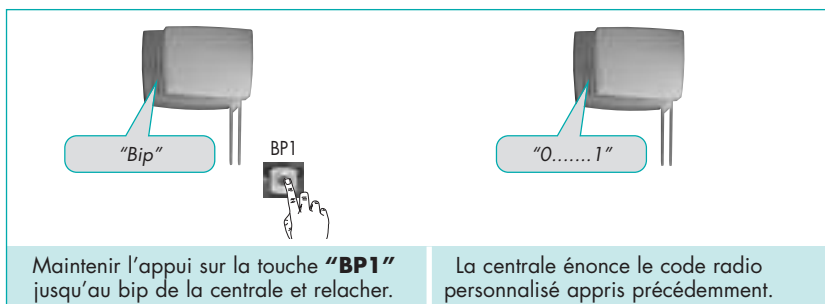 "Bip"
BP1
"0.......1"
Maintenir l'appui sur la touche "BP1"
jusqu'au bip de la centrale et relacher.
La centrale énonce le code radio
personnalisé appris précédemment.